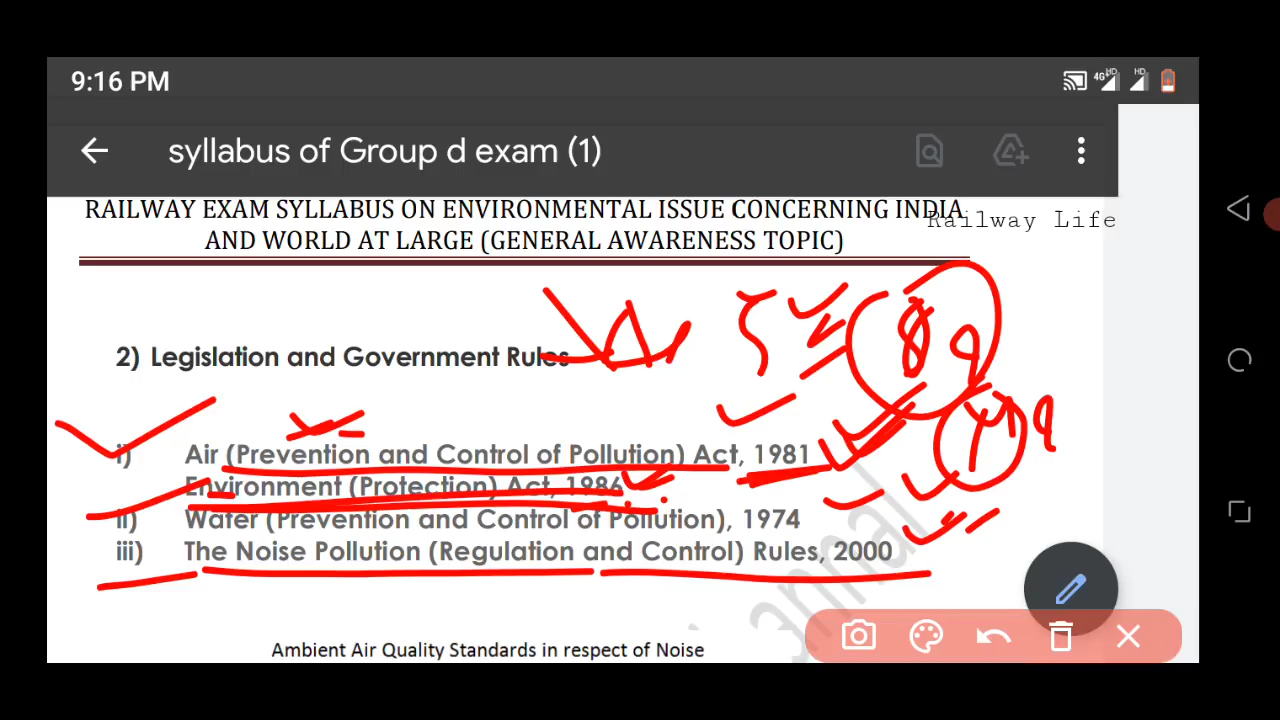 9:16 PM
4G+ HD HD
syllabus of Group d exam (1)
RAILWAY EXAM SYLLABUS ON ENVIRONMENTAL ISSUE CONCERNING INDIA
Railway Life
AND WORLD AT LARGE (GENERAL AWARENESS TOPIC)
2) Legislation and Government Rules
i) Air (Prevention and Control of Pollution) Act, 1981
Environment (Protection) Act, 1986
ii) Water (Prevention and Control of Pollution), 1974
iii) The Noise Pollution (Regulation and Control) Rules, 2000
Ambient Air Quality Standards in respect of Noise